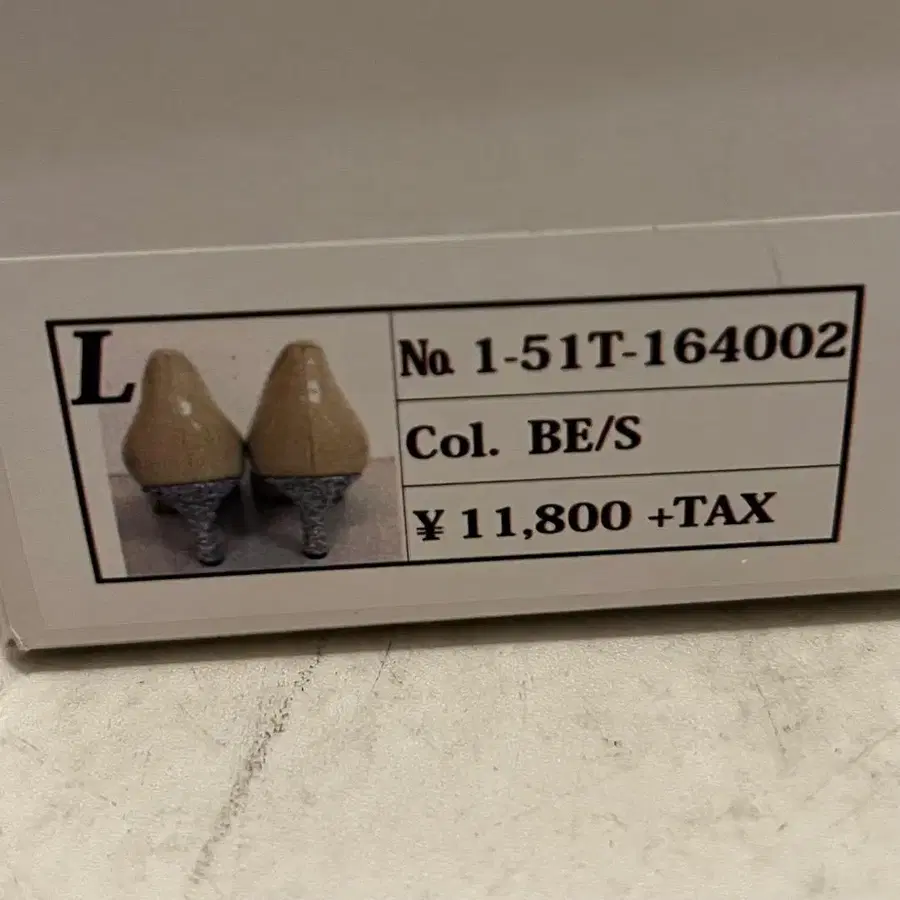 L
No. 1-51T-164002
Col. BE/S
¥ 11,800 +TAX